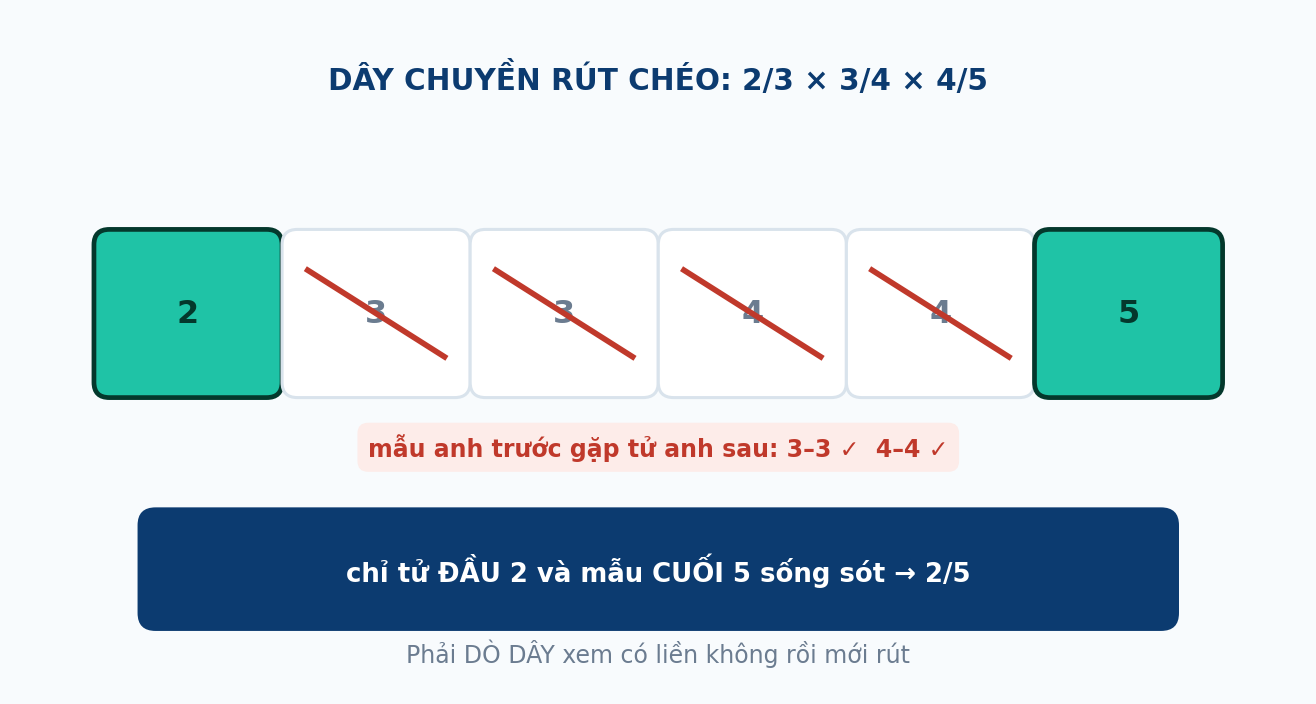 DÂY CHUYỀN RÚT CHÉO: 2/3 × 3/4 × 4/5
2 3 3 4 4 5
mẫu anh trước gặp tử anh sau: 3–3 ✓ 4–4 ✓
chỉ tử ĐẦU 2 và mẫu CUỐI 5 sống sót → 2/5
Phải DÒ DÂY xem có liền không rồi mới rút